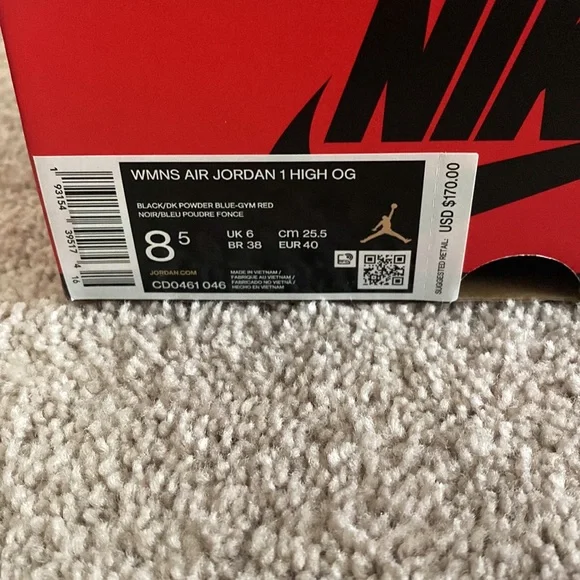 NIK
WMNS AIR JORDAN 1 HIGH OG
BLACK/DK POWDER BLUE-GYM RED
NOIR/BLEU POUDRE FONCE
8 5
UK 6
CM 25.5
BR 38
EUR 40
JORDAN.COM
CD0461 046
MADE IN VIETNAM /
FABRIQUE AU VIETNAM /
FABRICADO NO VIETNÃ /
HECHO EN VIETNAM
SUGGESTED RETAIL:
USD $170.00
1 93154 39517 4 16